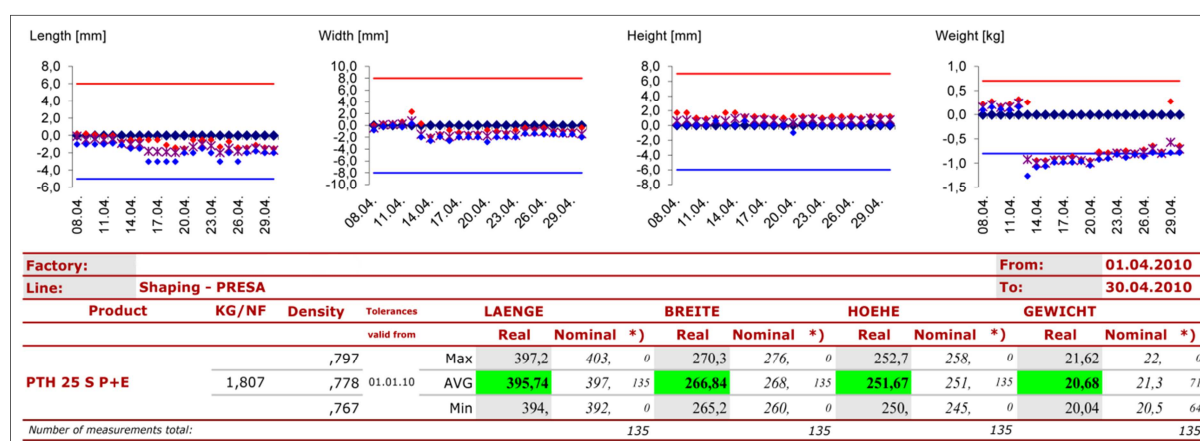 Length [mm] Width [mm] Height [mm] Weight [kg]
8,0 10,0 8,0 1,0
6,0 8,0 6,0 0,5
4,0 6,0 4,0 0,0
2,0 4,0 2,0 -0,5
0,0 2,0 0,0 -1,0
-2,0 0,0 -2,0 -1,5
-4,0 -2,0 -4,0
-6,0 -4,0 -6,0
-6,0 -8,0
-8,0
-10,0
08.04. 11.04. 14.04. 17.04. 20.04. 23.04. 26.04. 29.04. 08.04. 11.04. 14.04. 17.04. 20.04. 23.04. 26.04. 29.04. 08.04. 11.04. 14.04. 17.04. 20.04. 23.04. 26.04. 29.04. 08.04. 11.04. 14.04. 17.04. 20.04. 23.04. 26.04. 29.04.
Factory: From: 01.04.2010
Line: Shaping - PRESA To: 30.04.2010
Product KG/NF Density Tolerances LAENGE BREITE HOEHE GEWICHT
valid from Real Nominal *) Real Nominal *) Real Nominal *) Real Nominal *)
,797 Max 397,2 403, 0 270,3 276, 0 252,7 258, 0 21,62 22,
PTH 25 S P+E 1,807 ,778 01.01.10 AVG 395,74 397, 135 266,84 268, 135 251,67 251, 135 20,68 21,3 71
,767 Min 394, 392, 0 265,2 260, 0 250, 245, 0 20,04 20,5 64
Number of measurements total: 135 135 135 135